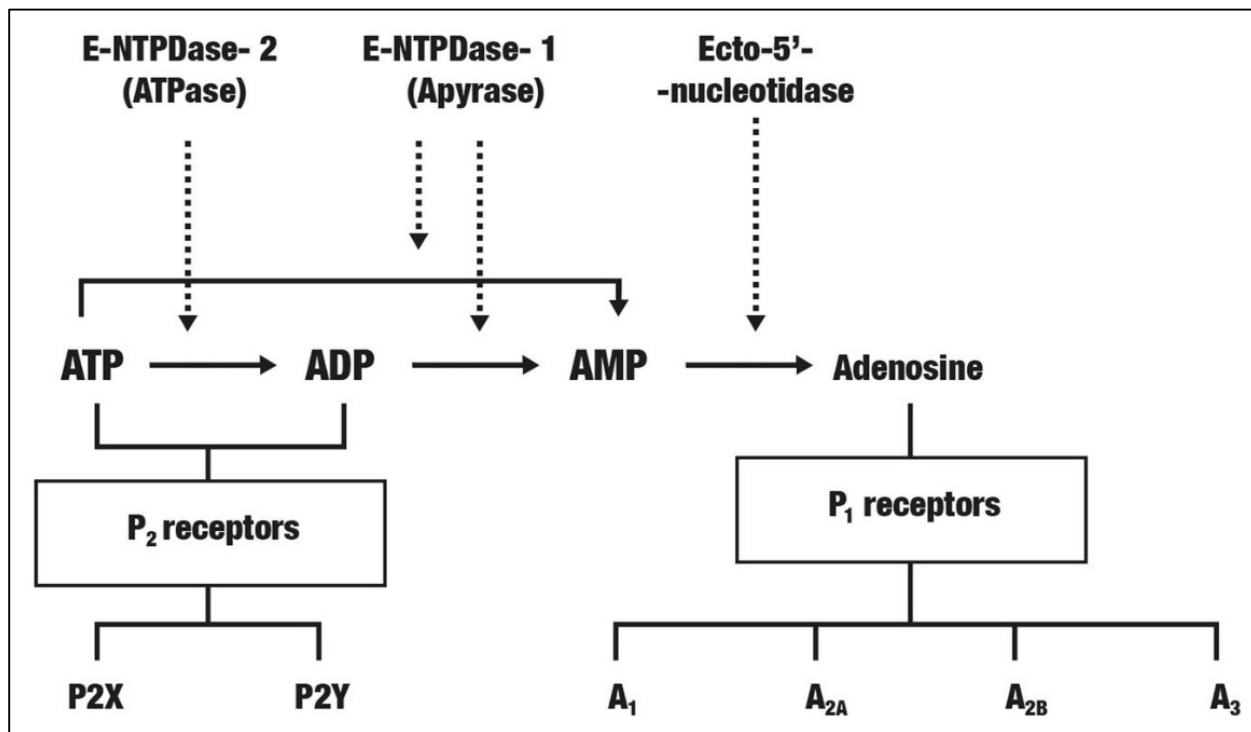 E-NTPDase- 2
(ATPase)
E-NTPDase- 1
(Apyrase)
Ecto-5’-
-nucleotidase
ATP
ADP
AMP
Adenosine
P₂ receptors
P₁ receptors
P2X
P2Y
A₁
A₂A
A₂B
A₃